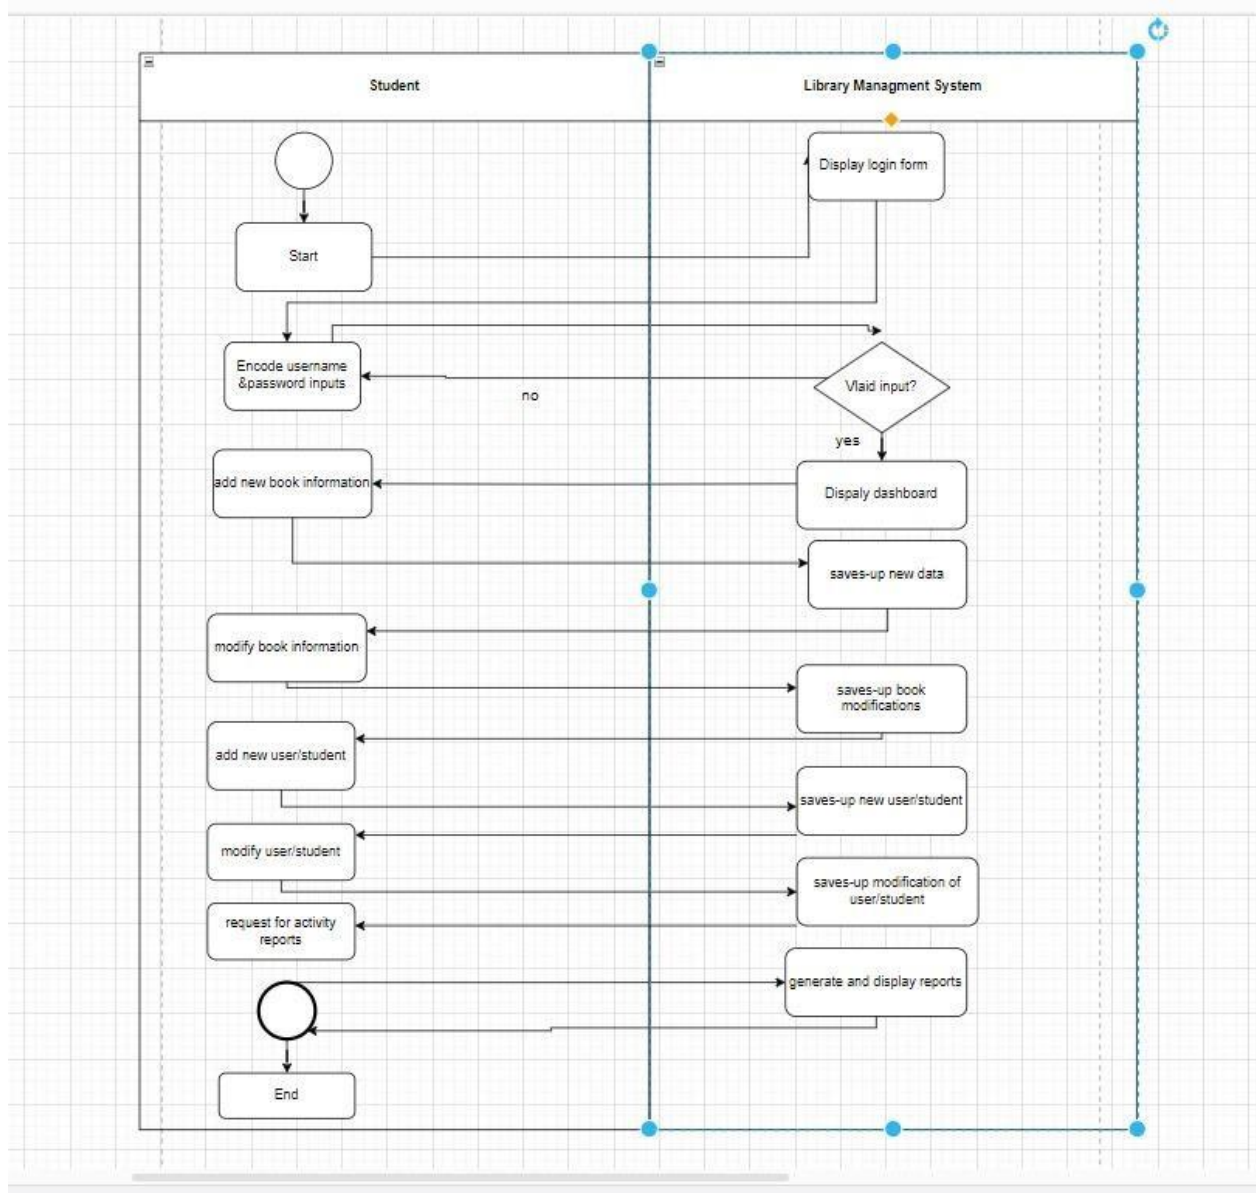 Student
Library Managment System
Display login form
Start
Encode username
&password inputs
Vlaid input?
no
yes
add new book information
Dispaly dashboard
saves-up new data
modify book information
saves-up book
modifications
add new user/student
saves-up new user/student
modify user/student
saves-up modification of
user/student
request for activity
reports
generate and display reports
End